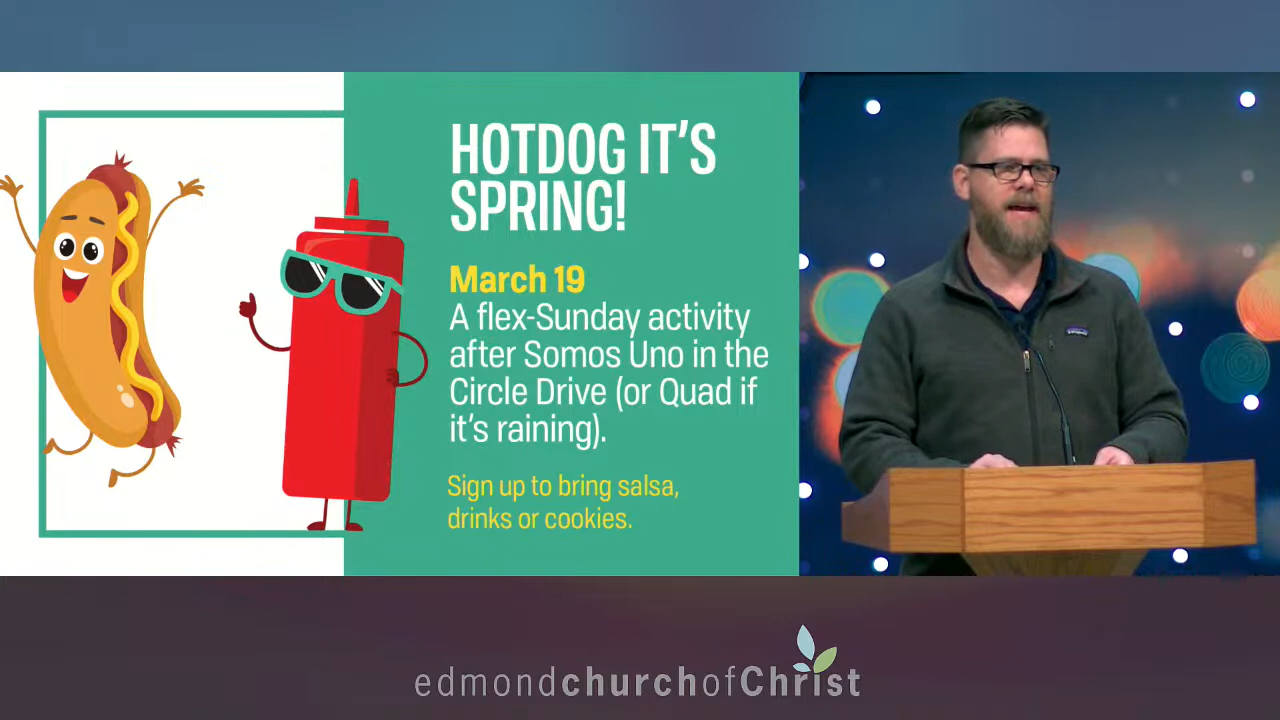 HOTDOG IT'S
SPRING!
March 19
A flex-Sunday activity
after Somos Uno in the
Circle Drive (or Quad if
it's raining).
Sign up to bring salsa,
drinks or cookies.
edmondchurchofChrist